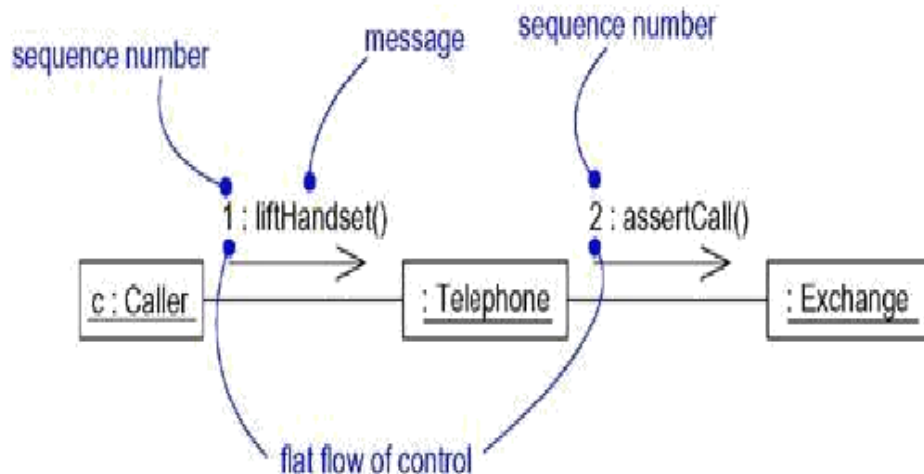 sequence number
message
sequence number
1 : liftHandset()
2 : assertCall()
c : Caller
: Telephone
: Exchange
flat flow of control